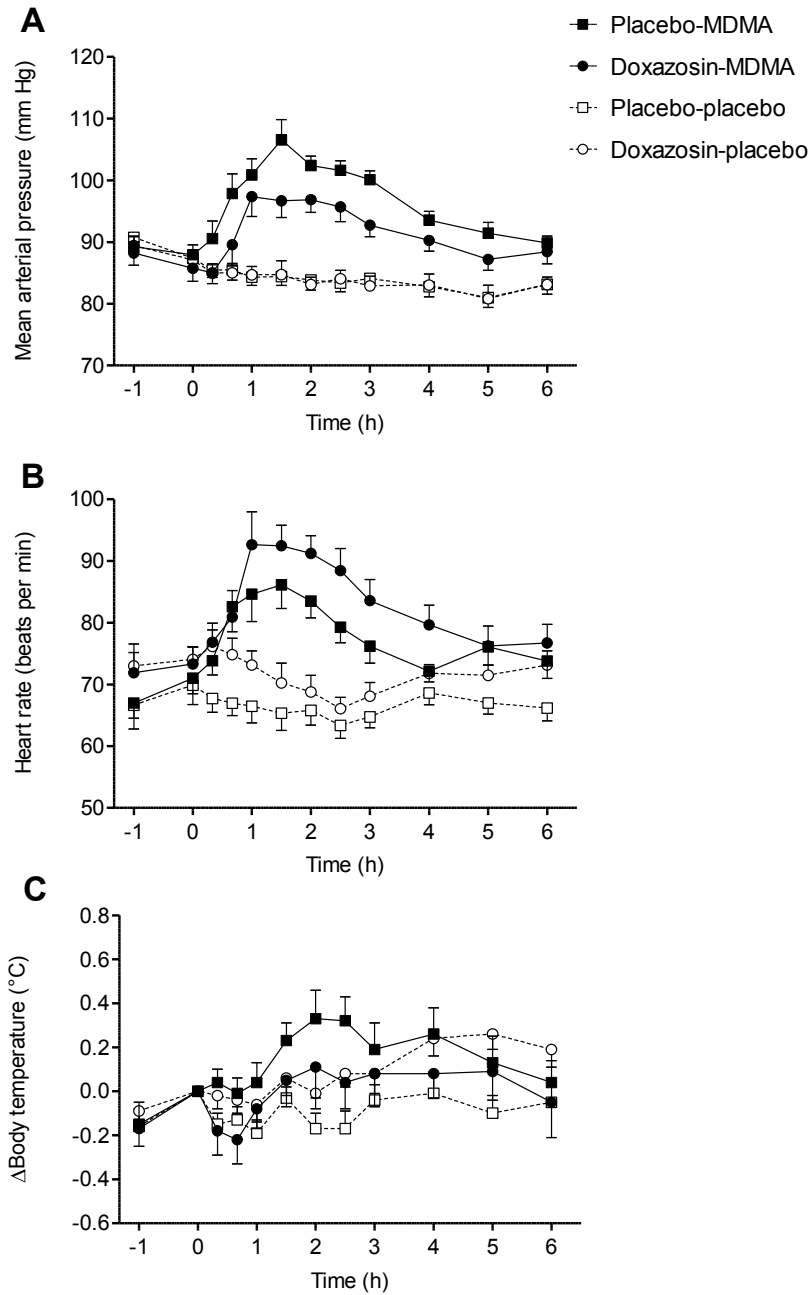 A
Placebo-MDMA
Doxazosin-MDMA
Placebo-placebo
Doxazosin-placebo
Mean arterial pressure (mm Hg)
120
110
100
90
80
70
-1 0 1 2 3 4 5 6
Time (h)
B
Heart rate (beats per min)
100
90
80
70
60
50
-1 0 1 2 3 4 5 6
Time (h)
C
ΔBody temperature (°C)
0.8
0.6
0.4
0.2
0.0
-0.2
-0.4
-0.6
-1 0 1 2 3 4 5 6
Time (h)